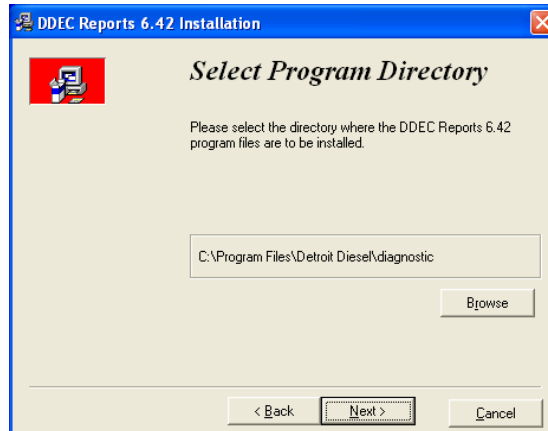 DDEC Reports 6.42 Installation
Select Program Directory
Please select the directory where the DDEC Reports 6.42
program files are to be installed.
C:\Program Files\Detroit Diesel\diagnostic
Browse
< Back
Next >
Cancel